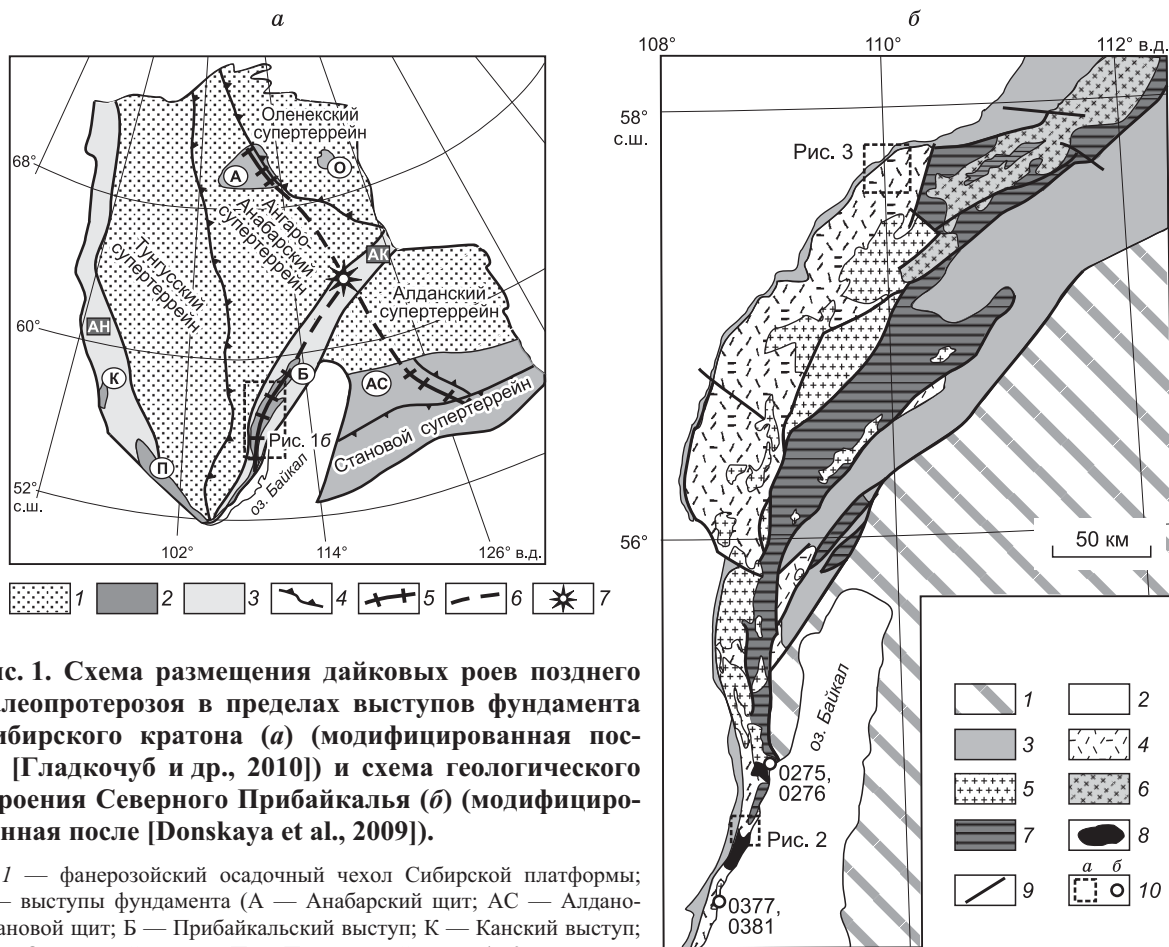 а
68°
60°
52°
с.ш.
102°
114°
126° в.д.
Оленекский
супертеррейн
А
О
Ангаро-
Анабарский
супертеррейн
Тунгусский
супертеррейн
АК
Алданский
супертеррейн
АН
К
Б
АС
П
Рис. 1б
оз. Байкал
Становой супертеррейн
1
2
3
4
5
6
7
б
108°
110°
112° в.д.
58°
с.ш.
Рис. 3
56°
50 км
оз. Байкал
0275,
0276
Рис. 2
0377,
0381
1
2
3
4
5
6
7
8
9
а б
10
ис. 1. Схема размещения дайковых роев позднего
алеопротерозоя в пределах выступов фундамента
ибирского кратона (а) (модифицированная пос-
[Гладкочуб и др., 2010]) и схема геологического
роения Северного Прибайкалья (б) (модифициро-
нная после [Donskaya et al., 2009]).
1 — фанерозойский осадочный чехол Сибирской платформы;
— выступы фундамента (А — Анабарский щит; АС — Алдано-
ановой щит; Б — Прибайкальский выступ; К — Канский выступ;